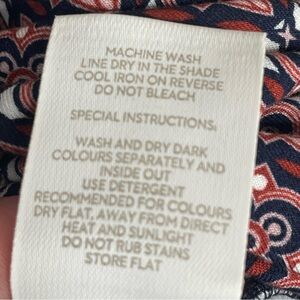 MACHINE WASH
LINE DRY IN THE SHADE
COOL IRON ON REVERSE
DO NOT BLEACH
SPECIAL INSTRUCTIONS:
WASH AND DRY DARK
COLOURS SEPARATELY AND
INSIDE OUT
USE DETERGENT
RECOMMENDED FOR COLOURS
DRY FLAT, AWAY FROM DIRECT
HEAT AND SUNLIGHT
DO NOT RUB STAINS
STORE FLAT